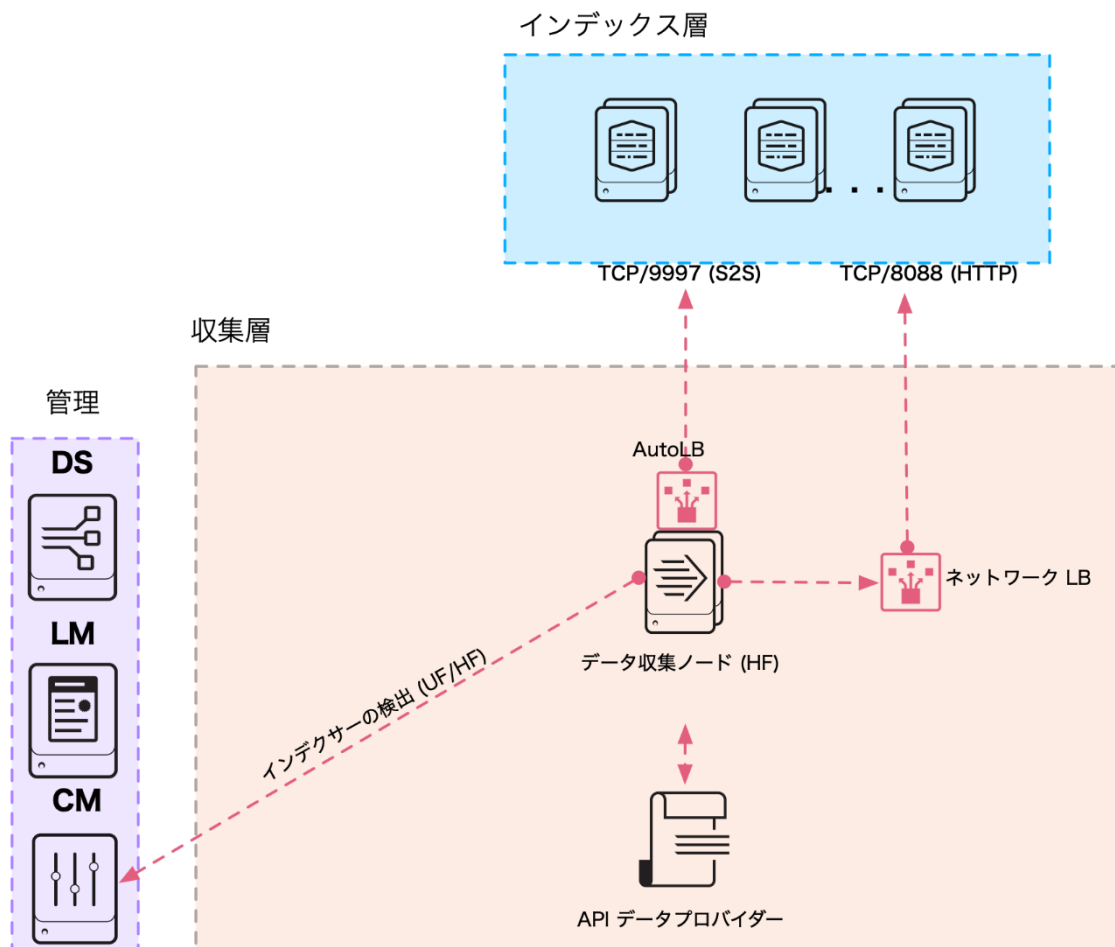 インデックス層
TCP/9997 (S2S)
TCP/8088 (HTTP)
収集層
管理
DS
AutoLB
ネットワーク LB
LM
データ収集ノード (HF)
インデクサーの検出 (UF/HF)
CM
API データプロバイダー